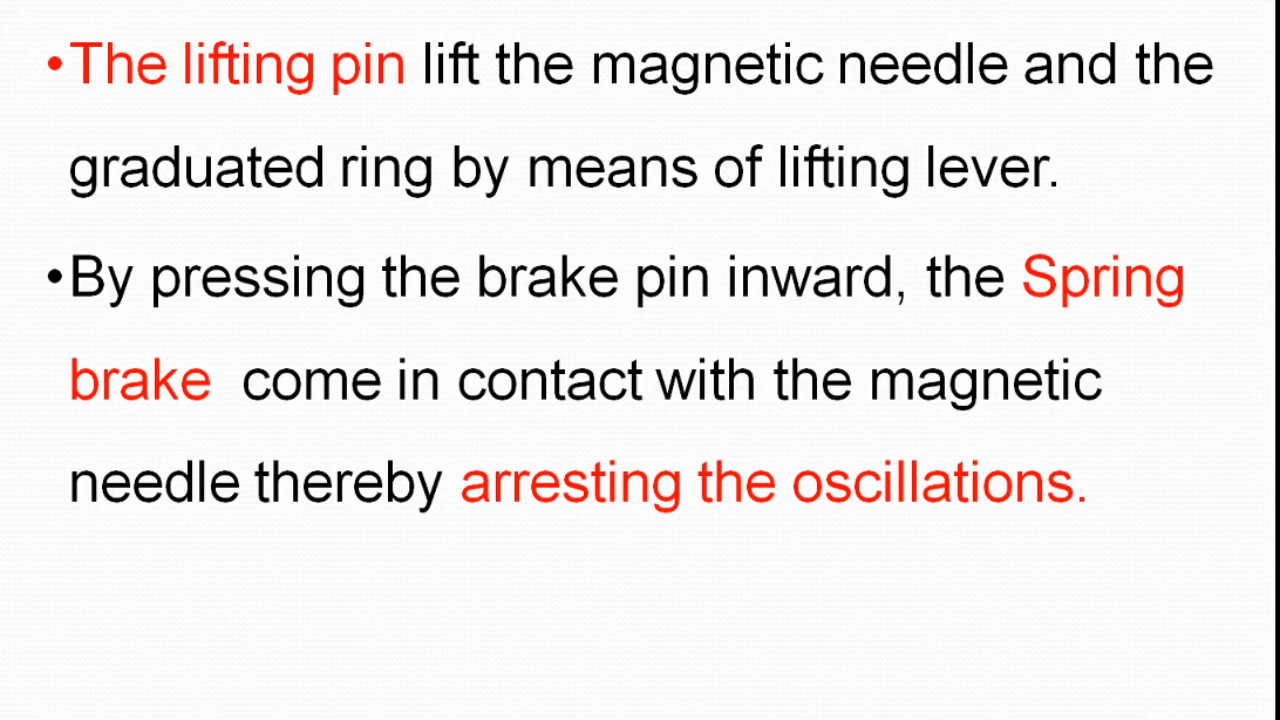 •The lifting pin lift the magnetic needle and the
graduated ring by means of lifting lever.
•By pressing the brake pin inward, the Spring
brake come in contact with the magnetic
needle thereby arresting the oscillations.